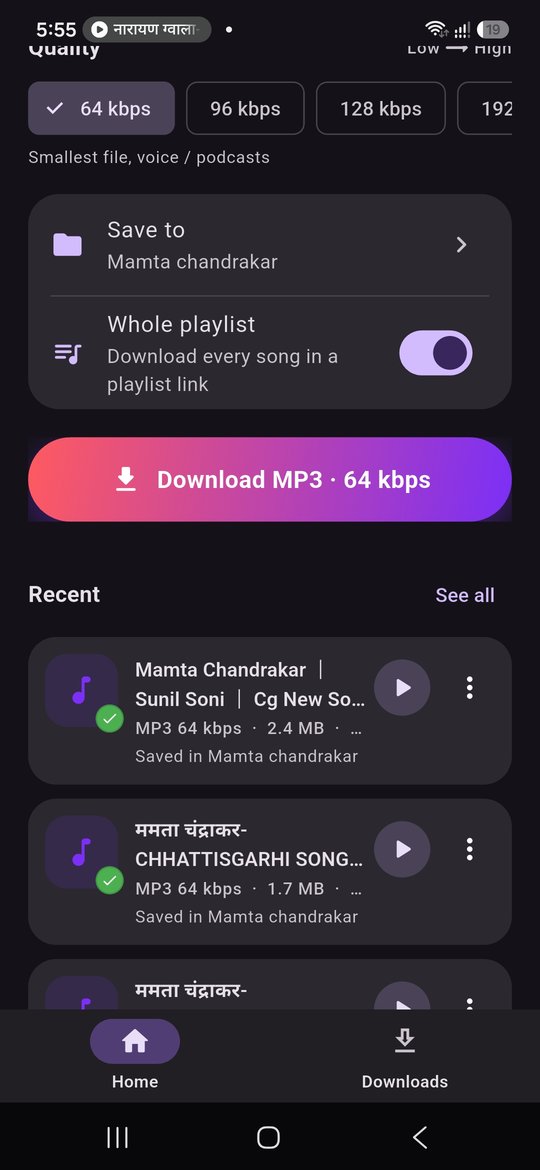 5:55 नारायण ग्वाला
19
Quality Low → High
64 kbps 96 kbps 128 kbps 192
Smallest file, voice / podcasts
Save to
Mamta chandrakar
Whole playlist
Download every song in a
playlist link
Download MP3 · 64 kbps
Recent See all
Mamta Chandrakar |
Sunil Soni | Cg New So...
MP3 64 kbps · 2.4 MB · ...
Saved in Mamta chandrakar
ममता चंद्राकर-
CHHATTISGARHI SONG...
MP3 64 kbps · 1.7 MB · ...
Saved in Mamta chandrakar
ममता चंद्राकर-
Home Downloads